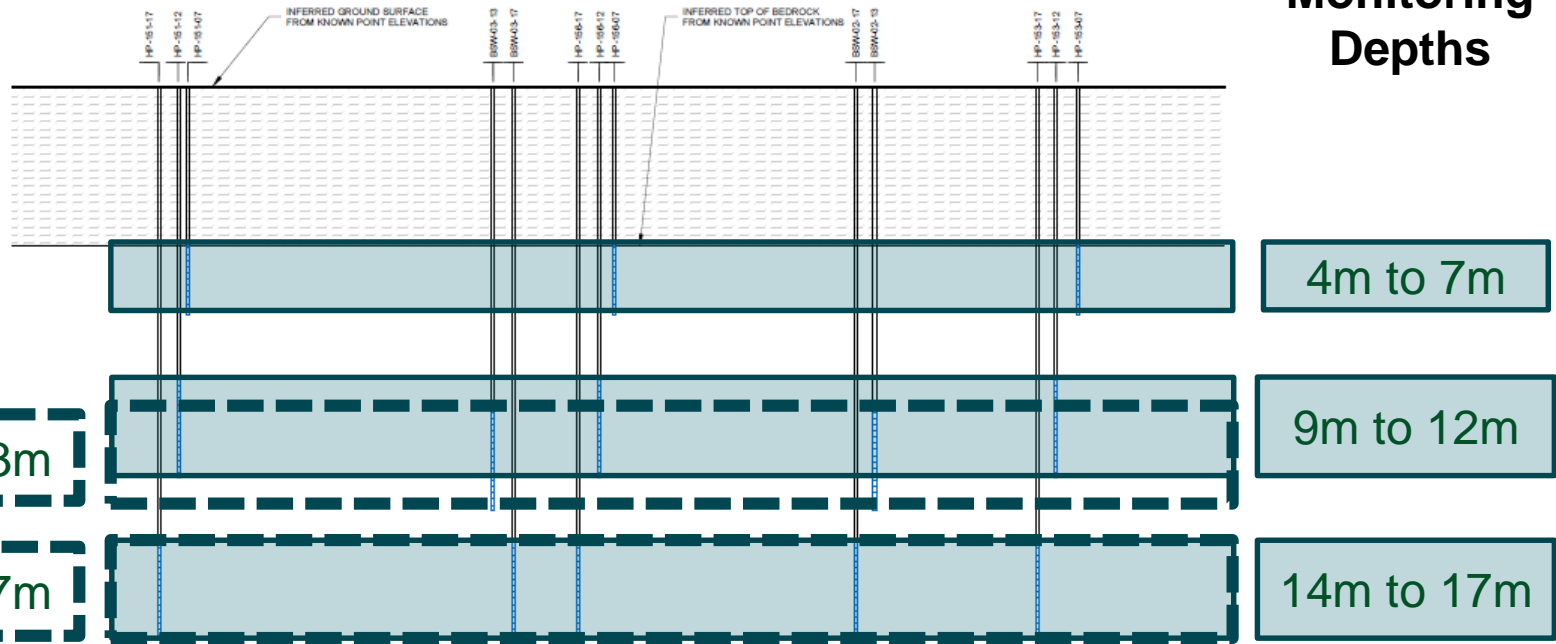 Depths
HP-151-17
HP-151-12
HP-151-07
INFERRED GROUND SURFACE
FROM KNOWN POINT ELEVATIONS
BSW-03-13
BSW-03-17
HP-156-17
HP-156-12
HP-156-07
INFERRED TOP OF BEDROCK
FROM KNOWN POINT ELEVATIONS
BSW-02-17
BSW-02-13
HP-153-17
HP-153-12
HP-153-07
4m to 7m
9m to 12m
14m to 17m